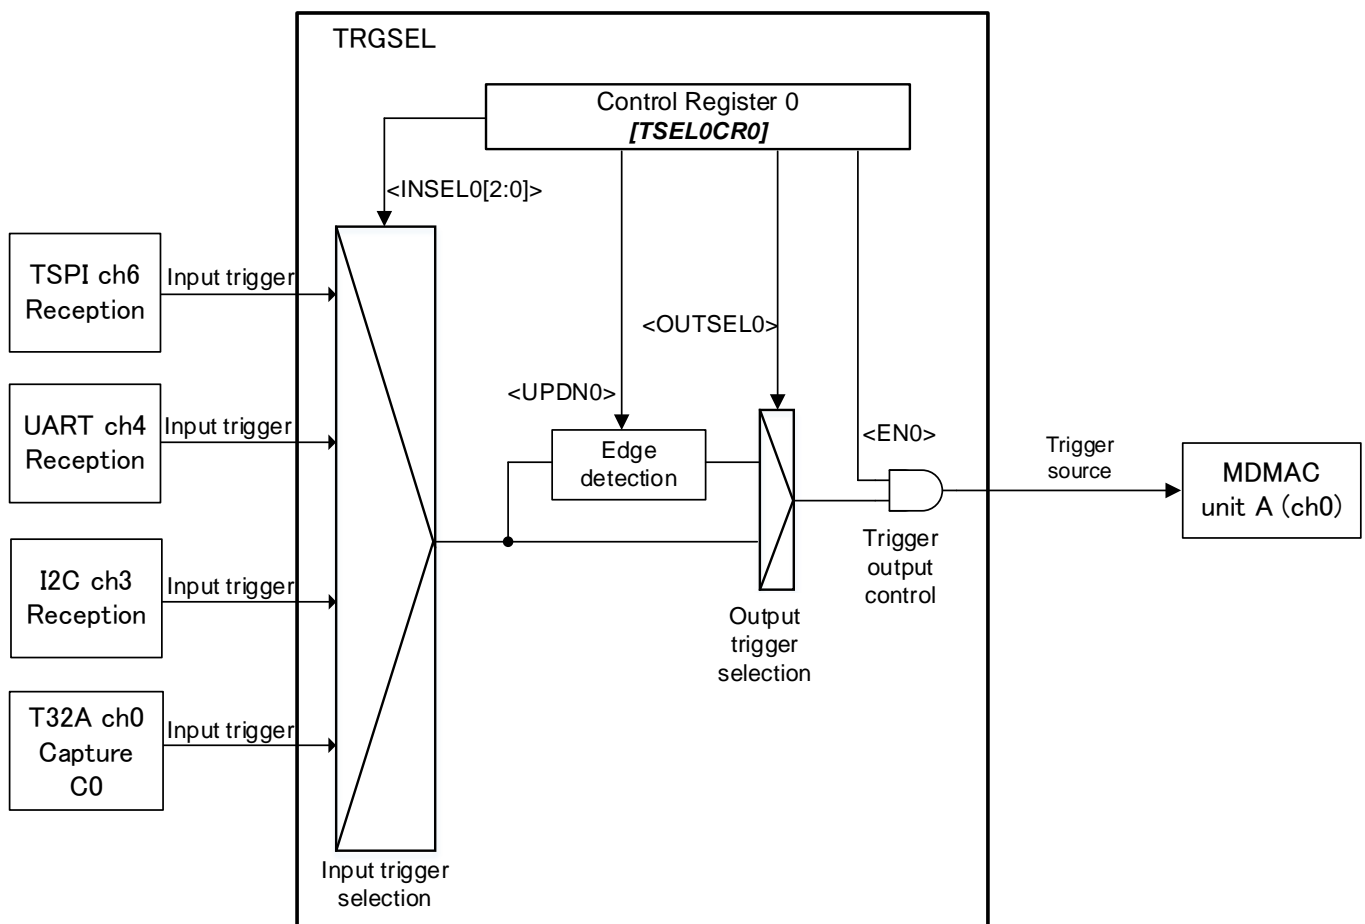 TRGSEL
Control Register 0
[TSEL0CR0]
<INSEL0[2:0]>
TSPI ch6
Reception
Input trigger
<OUTSEL0>
<UPDN0>
UART ch4
Reception
Input trigger
Edge
detection
<EN0>
Trigger
source
MDMAC
unit A (ch0)
Trigger
output
control
I2C ch3
Reception
Input trigger
Output
trigger
selection
T32A ch0
Capture
C0
Input trigger
Input trigger
selection